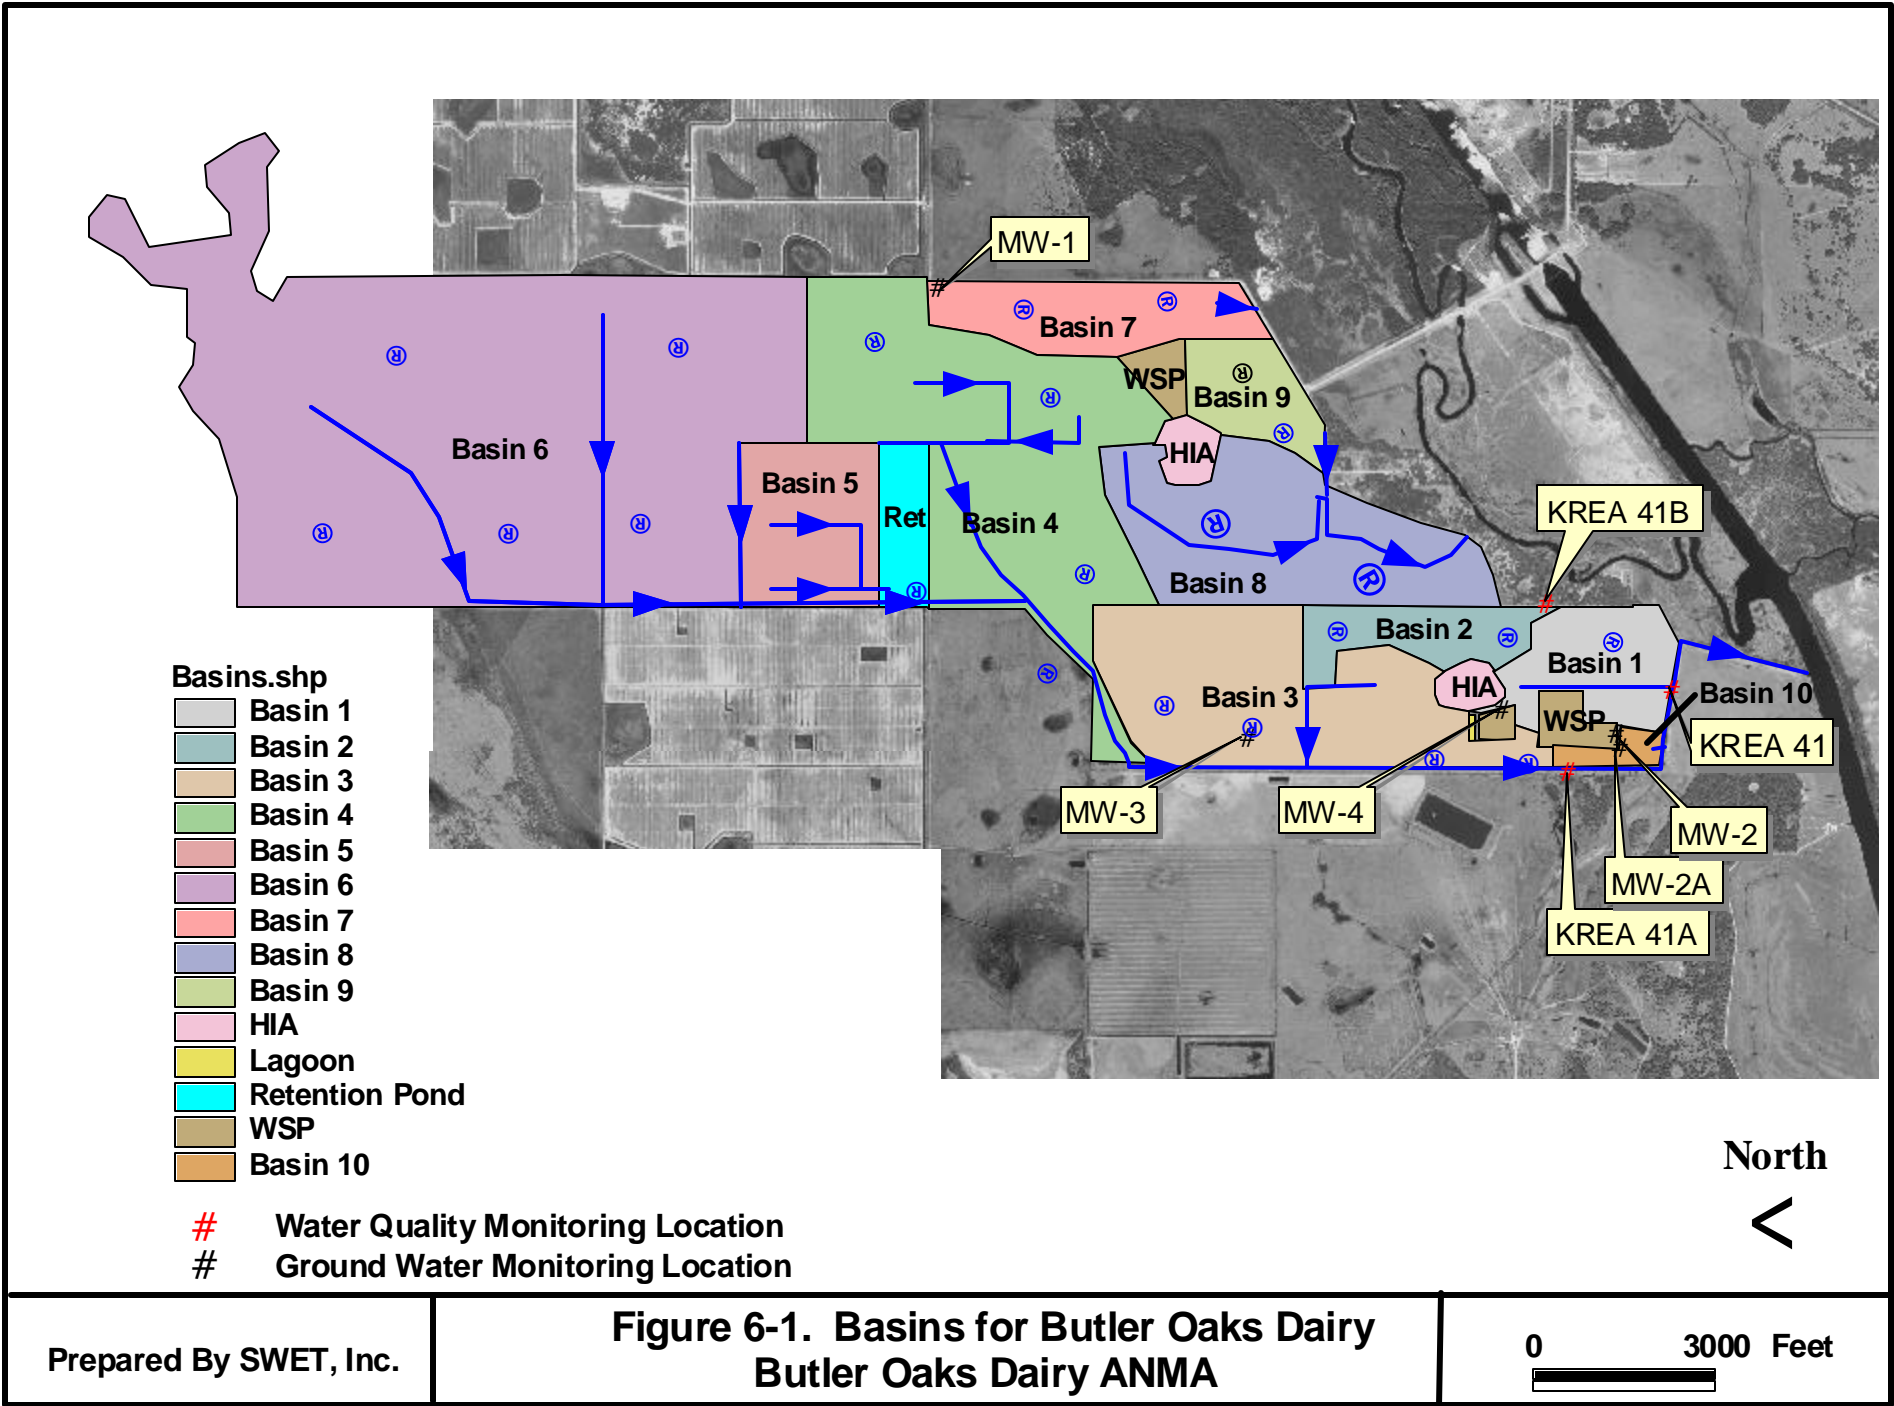 MW-1
®
®
Basin 7
®
®
®
WSP
®
Basin 9
®
®
Basin 6
HIA
Basin 5
Ret
Basin 4
®
®
®
®
®
®
®
Basin 8
®
KREA 41B
#
#
®
Basin 2
®
®
Basin 1
HIA
Basin 3
®
®
#
®
®
#
WSP
#
#
#
#
Basin 10
KREA 41
MW-3
MW-4
MW-2
MW-2A
KREA 41A
Basins.shp
Basin 1
Basin 2
Basin 3
Basin 4
Basin 5
Basin 6
Basin 7
Basin 8
Basin 9
HIA
Lagoon
Retention Pond
WSP
Basin 10
# Water Quality Monitoring Location
# Ground Water Monitoring Location
North
<
Prepared By SWET, Inc.
Figure 6-1. Basins for Butler Oaks Dairy
Butler Oaks Dairy ANMA
0 3000 Feet